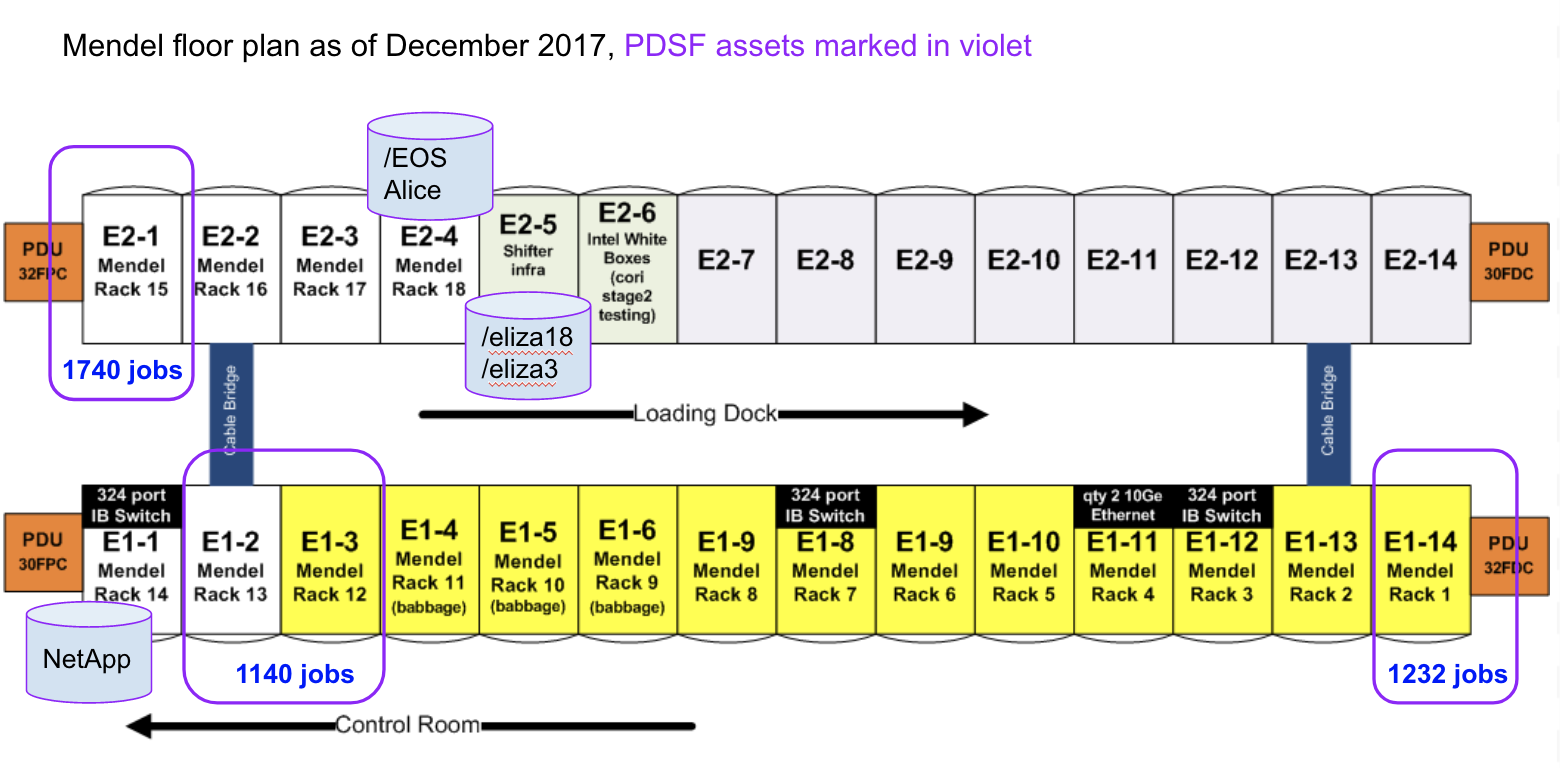 Mendel floor plan as of December 2017, PDSF assets marked in violet
/EOS
Alice
PDU
32FPC
E2-1
Mendel
Rack 15
E2-2
Mendel
Rack 16
E2-3
Mendel
Rack 17
E2-4
Mendel
Rack 18
E2-5
Shifter
infra
E2-6
Intel White
Boxes
(cori
stage2
testing)
E2-7
E2-8
E2-9
E2-10
E2-11
E2-12
E2-13
E2-14
PDU
30FDC
/eliza18
/eliza3
1740 jobs
Cable Bridge
Loading Dock
Cable Bridge
PDU
30FPC
324 port
IB Switch
E1-1
Mendel
Rack 14
E1-2
Mendel
Rack 13
E1-3
Mendel
Rack 12
E1-4
Mendel
Rack 11
(babbage)
E1-5
Mendel
Rack 10
(babbage)
E1-6
Mendel
Rack 9
(babbage)
E1-9
Mendel
Rack 8
324 port
IB Switch
E1-8
Mendel
Rack 7
E1-9
Mendel
Rack 6
E1-10
Mendel
Rack 5
qty 2 10Ge
Ethernet
E1-11
Mendel
Rack 4
324 port
IB Switch
E1-12
Mendel
Rack 3
E1-13
Mendel
Rack 2
E1-14
Mendel
Rack 1
PDU
32FDC
NetApp
1140 jobs
1232 jobs
Control Room